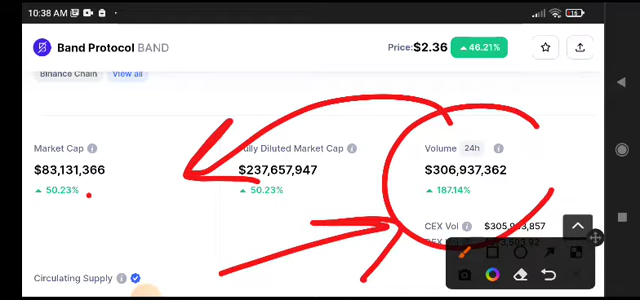 10:38 AM
15
Band Protocol BAND
Price: $2.36
46.21%
Binance Chain
View all
Market Cap
$83,131,366
50.23%
Fully Diluted Market Cap
$237,657,947
50.23%
Volume 24h
$306,937,362
187.14%
CEX Vol
Circulating Supply